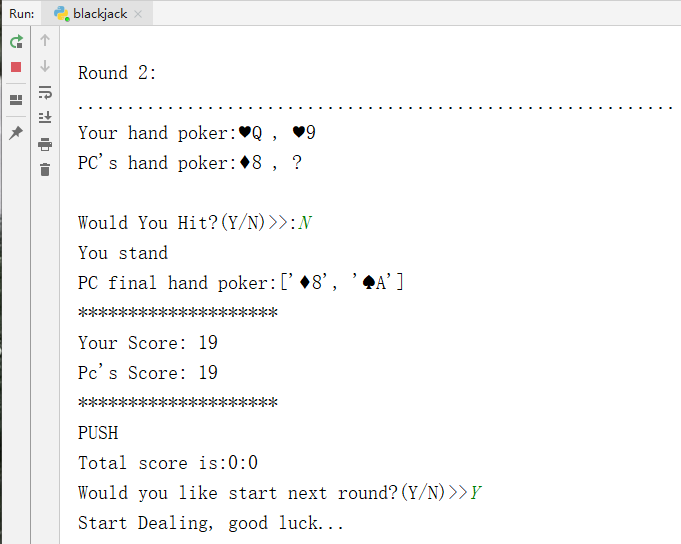 Run: blackjack
Round 2:
............................................................
Your hand poker:♥Q , ♥9
PC's hand poker:♦8 , ?
Would You Hit?(Y/N)>>:N
You stand
PC final hand poker:['♦8', '♠A']
********************
Your Score: 19
Pc's Score: 19
********************
PUSH
Total score is:0:0
Would you like start next round?(Y/N)>>Y
Start Dealing, good luck...